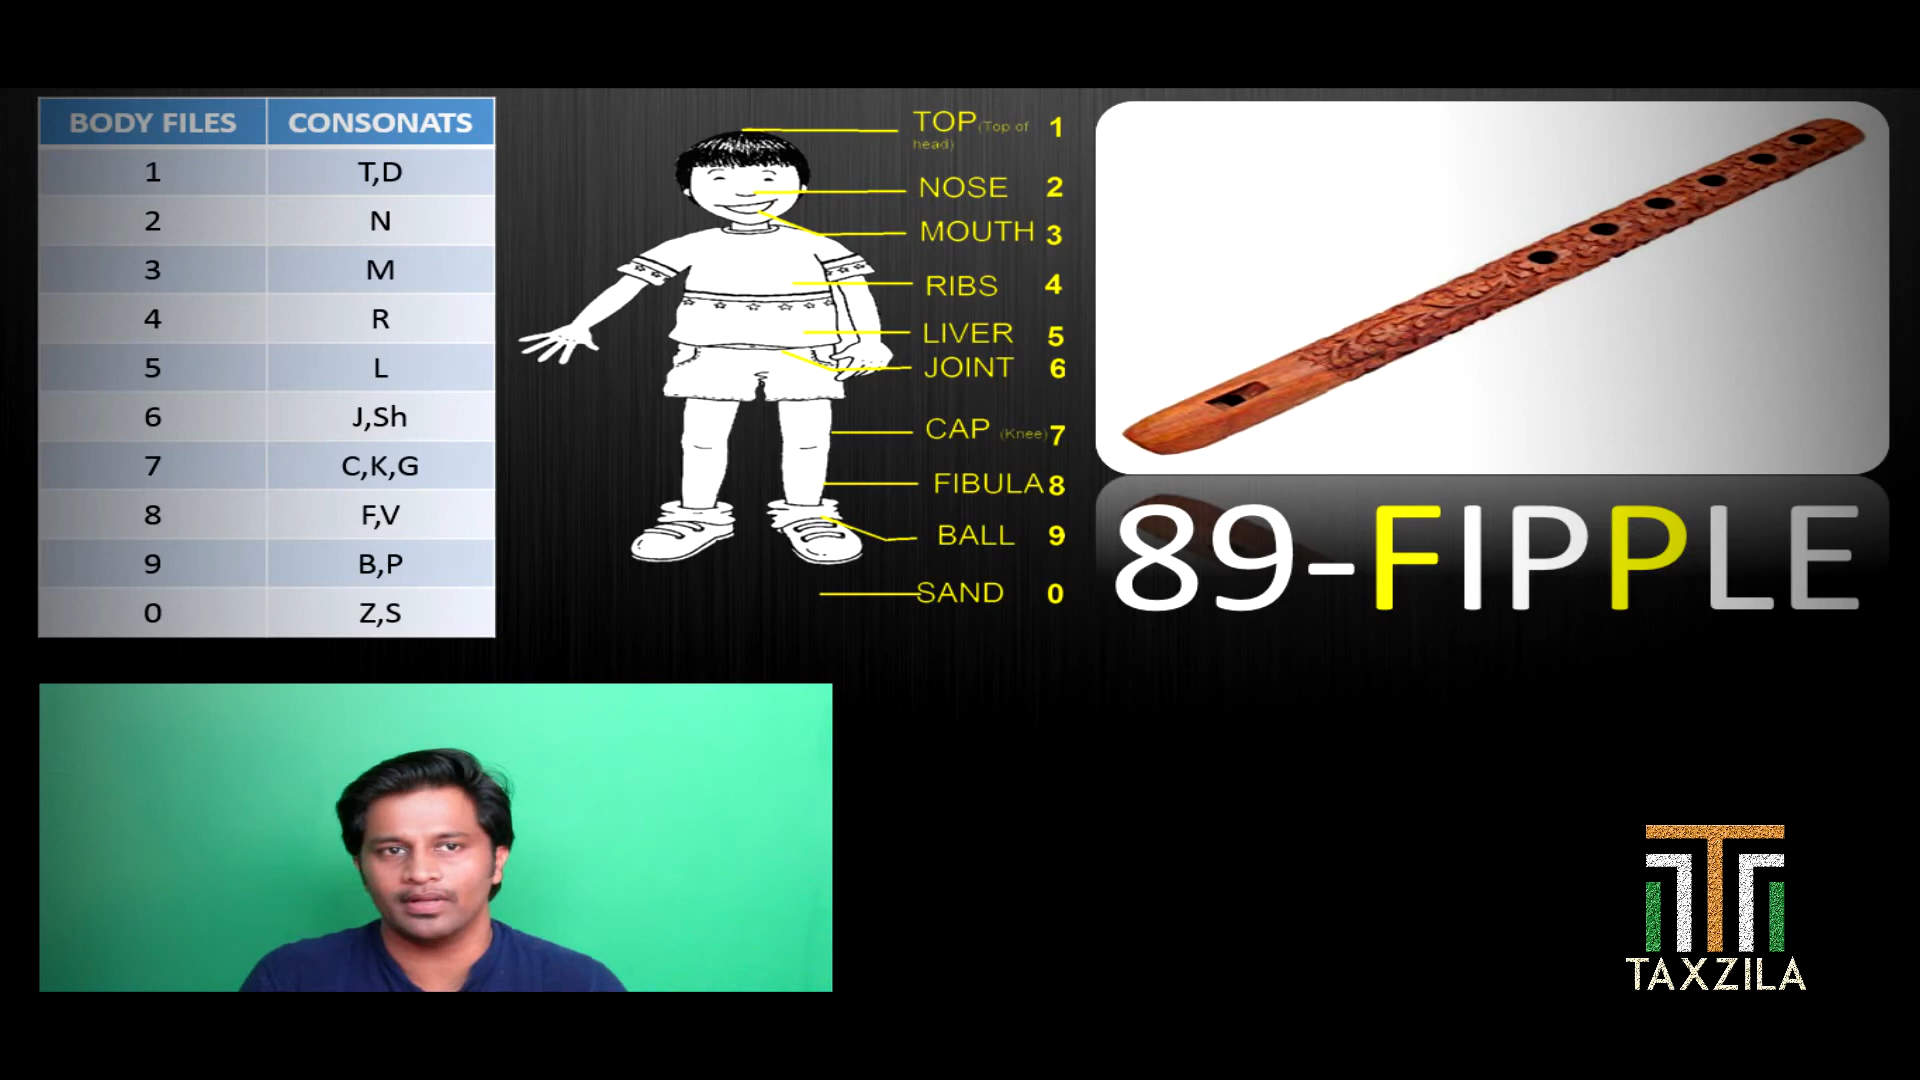 BODY FILES CONSONATS
1 T,D
2 N
3 M
4 R
5 L
6 J,Sh
7 C,K,G
8 F,V
9 B,P
0 Z,S
TOP (Top of head) 1
NOSE 2
MOUTH 3
RIBS 4
LIVER 5
JOINT 6
CAP (Knee) 7
FIBULA 8
BALL 9
SAND 0
89-FIPPLE
TAXZILA